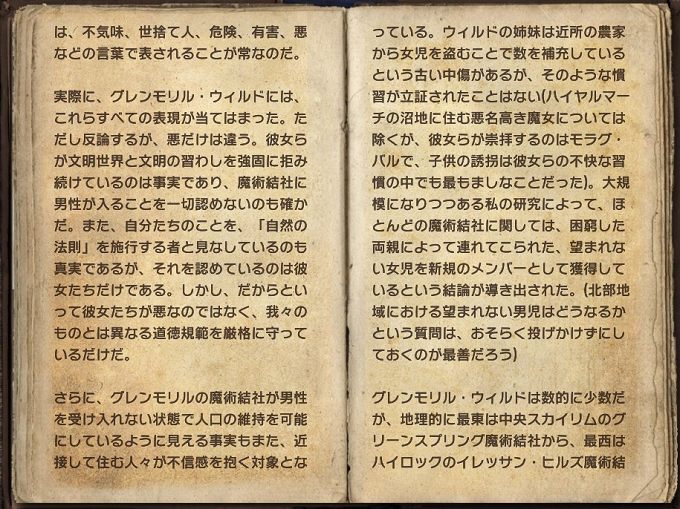 は、不気味、世捨て人、危険、有害、悪
などの言葉で表されることが常なのだ。
実際に、グレンモリル・ウィルドには、
これらすべての表現が当てはまった。た
だし反論するが、悪だけは違う。彼女ら
が文明世界と文明の習わしを強固に拒み
続けているのは事実であり、魔術結社に
男性が入ることを一切認めないのも確か
だ。また、自分たちのことを、「自然の
法則」を施行する者と見なしているのも
真実であるが、それを認めているのは彼
女たちだけである。しかし、だからとい
って彼女たちが悪なのではなく、我々の
ものとは異なる道徳規範を厳格に守って
いるだけだ。
さらに、グレンモリルの魔術結社が男性
を受け入れない状態で人口の維持を可能
にしているように見える事実もまた、近
接して住む人々が不信感を抱く対象とな
っている。ウィルドの姉妹は近所の農家
から女児を盗むことで数を補充している
という古い中傷があるが、そのような慣
習が立証されたことはない(ハイヤルマー
チの沼地に住む悪名高き魔女については
除くが、彼女らが崇拝するのはモラグ・
バルで、子供の誘拐は彼女らの不快な習
慣の中でも最もましなことだった)。大規
模になりつつある私の研究によって、ほ
とんどの魔術結社に関しては、困窮した
両親によって連れてこられた、望まれな
い女児を新規のメンバーとして獲得して
いるという結論が導き出された。(北部地
域における望まれない男児はどうなるか
という質問は、おそらく投げかけずにし
ておくのが最善だろう)
グレンモリル・ウィルドは数的に少数だ
が、地理的に最東は中央スカイリムのグ
リーンスプリング魔術結社から、最西は
ハイロックのイレッサン・ヒルズ魔術結